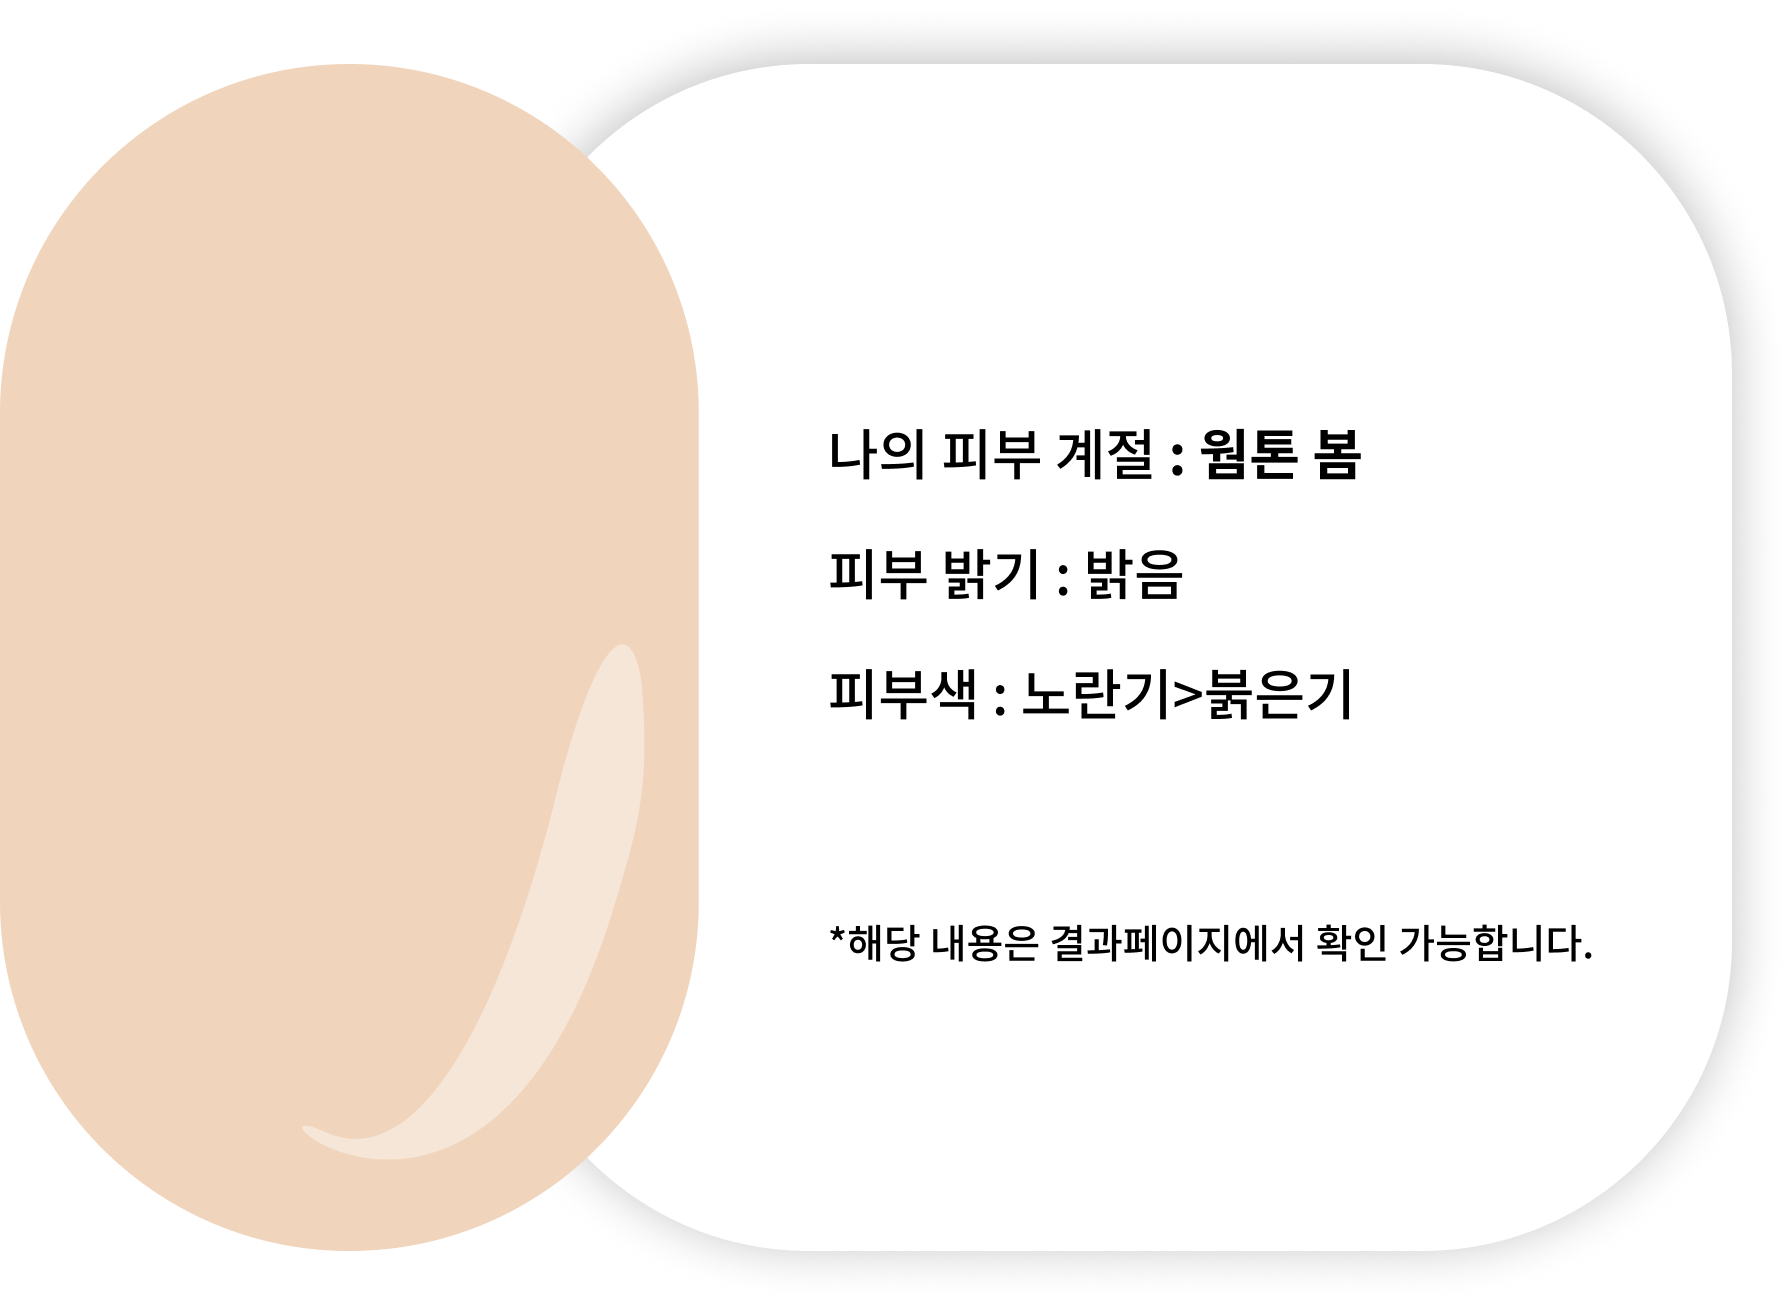 나의 피부 계절 : 웜톤 봄
피부 밝기 : 밝음
피부색 : 노란기>붉은기
*해당 내용은 결과페이지에서 확인 가능합니다.